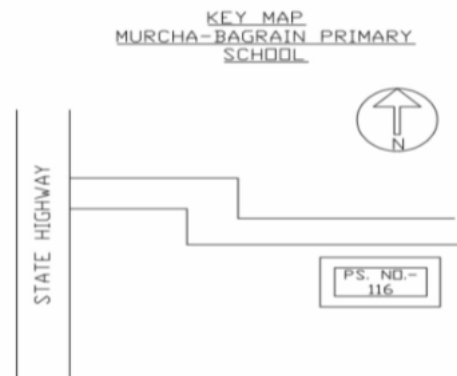 KEY MAP
MURCHA-BAGRAIN PRIMARY
SCHOOL
N
STATE HIGHWAY
PS. NO.-
116